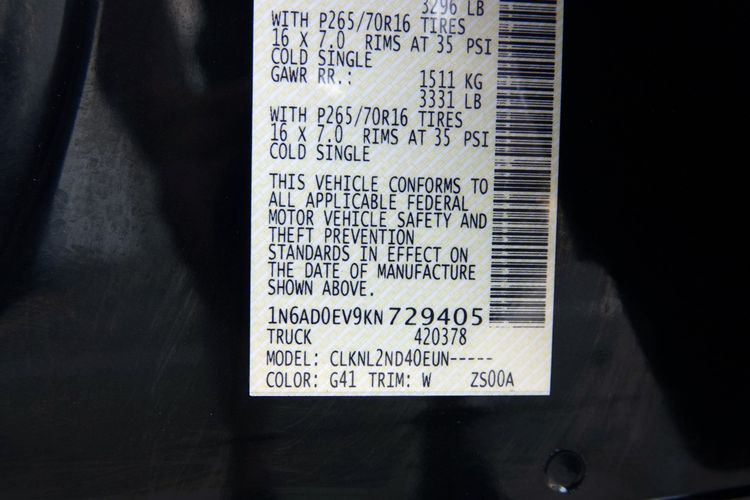 3296 LB
WITH P265/70R16 TIRES
16 X 7.0 RIMS AT 35 PSI
COLD SINGLE
GAWR RR.: 1511 KG
3331 LB
WITH P265/70R16 TIRES
16 X 7.0 RIMS AT 35 PSI
COLD SINGLE
THIS VEHICLE CONFORMS TO
ALL APPLICABLE FEDERAL
MOTOR VEHICLE SAFETY AND
THEFT PREVENTION
STANDARDS IN EFFECT ON
THE DATE OF MANUFACTURE
SHOWN ABOVE.
1N6AD0EV9KN729405
TRUCK 420378
MODEL: CLKNL2ND40EUN-----
COLOR: G41 TRIM: W ZS00A